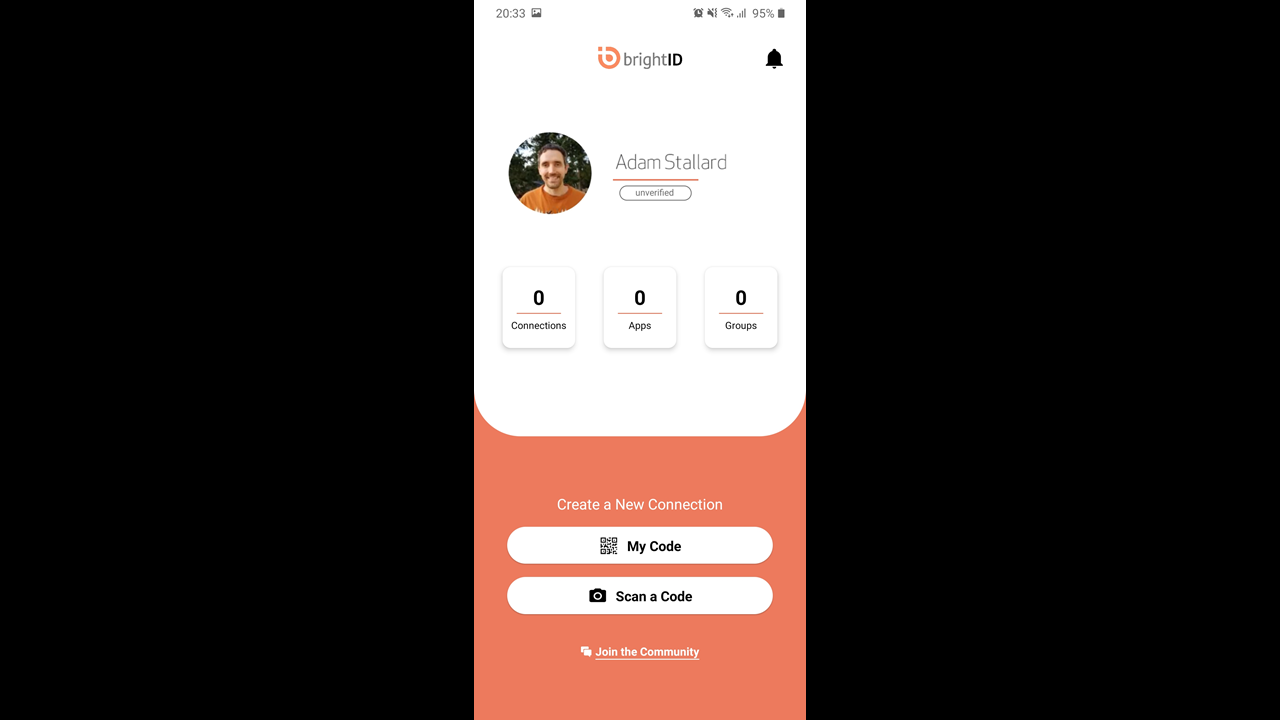 20:33 95%
brightID
Adam Stallard
unverified
0 0 0
Connections Apps Groups
Create a New Connection
My Code
Scan a Code
Join the Community